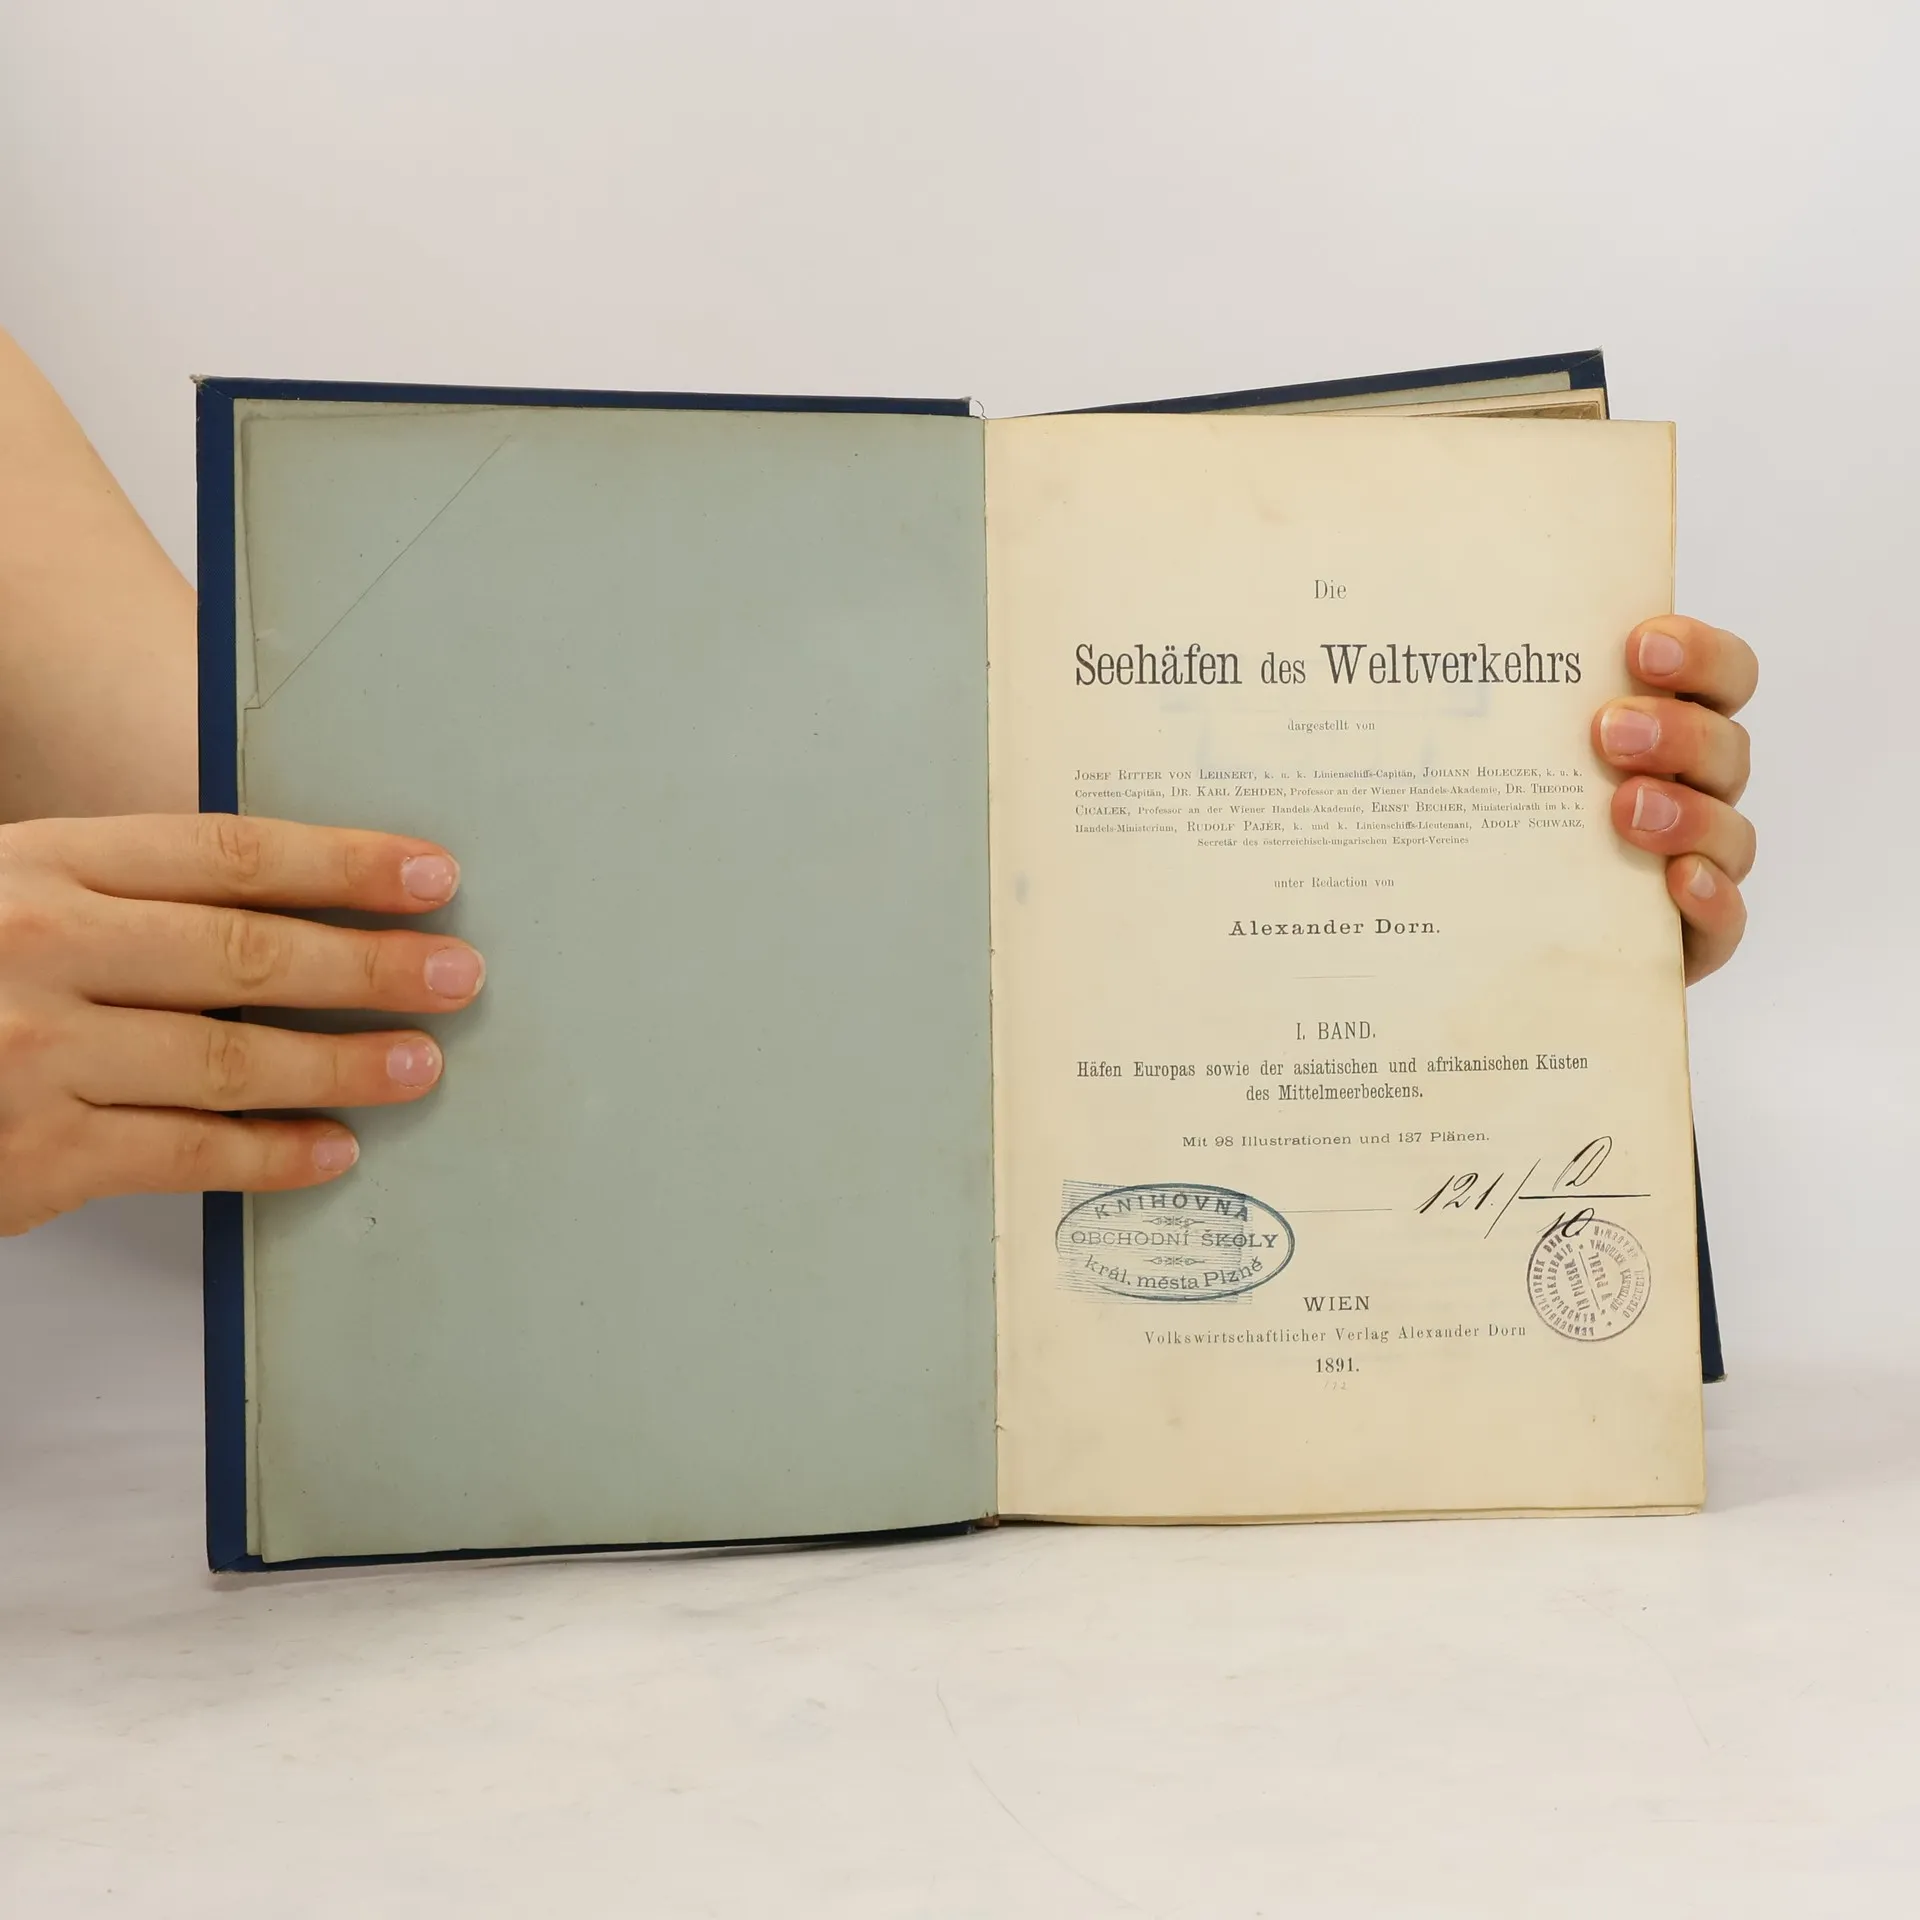 Die
Seehäfen des Weltverkehrs
dargestellt von
Josef Ritter von Lehnert, k. u. k. Linienschiffs-Capitän, Johann Holeczek, k. u. k.
Corvetten-Capitän, Dr. Karl Zehden, Professor an der Wiener Handels-Akademie, Dr. Theodor
Cicalek, Professor an der Wiener Handels-Akademie, Ernst Becher, Ministerialrath im k. k.
Handels-Ministerium, Rudolf Pajér, k. und k. Linienschiffs-Lieutenant, Adolf Schwarz,
Secretär des österreichisch-ungarischen Export-Vereines
unter Redaction von
Alexander Dorn.
I. BAND.
Häfen Europas sowie der asiatischen und afrikanischen Küsten
des Mittelmeerbeckens.
Mit 98 Illustrationen und 137 Plänen.
121./ D
10
KNIHOVNA
OBCHODNÍ ŠKOLY
král. města Plzně
WIEN
Volkswirtschaftlicher Verlag Alexander Dorn
1891.